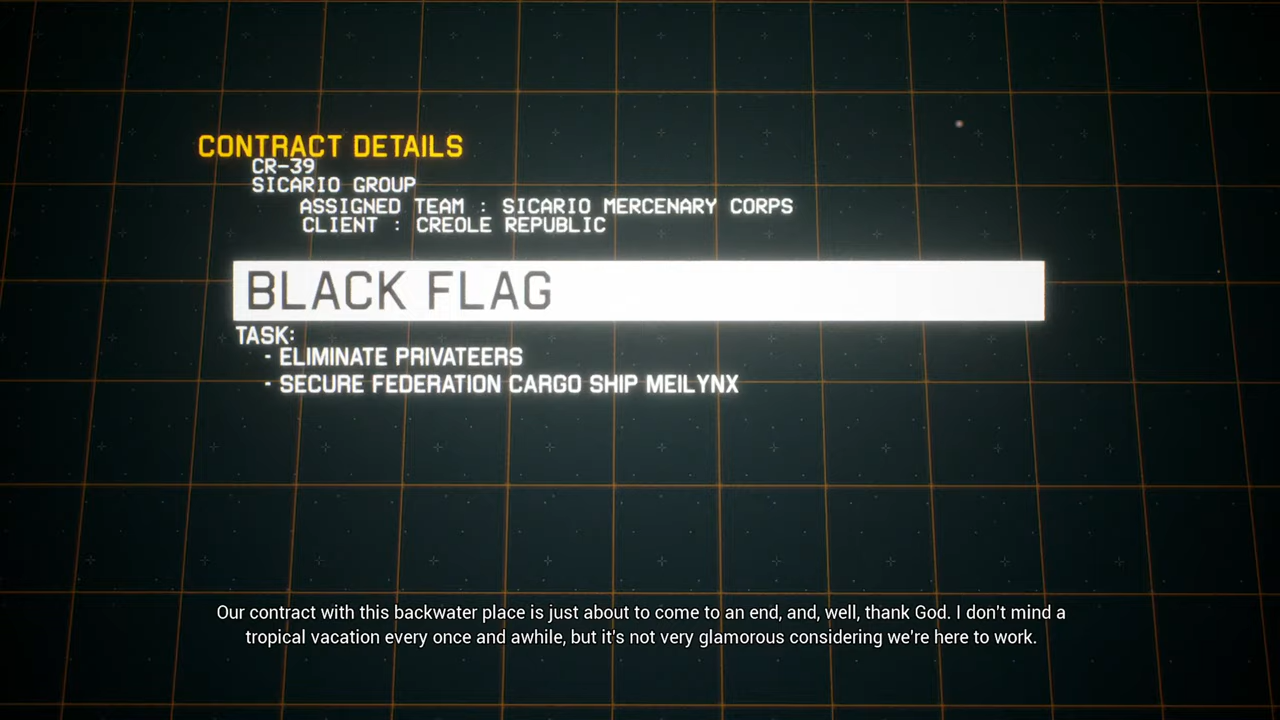 CONTRACT DETAILS
CR-39
SICARIO GROUP
ASSIGNED TEAM : SICARIO MERCENARY CORPS
CLIENT : CREOLE REPUBLIC
BLACK FLAG
TASK:
- ELIMINATE PRIVATEERS
- SECURE FEDERATION CARGO SHIP MEILYNX
Our contract with this backwater place is just about to come to an end, and, well, thank God. I don't mind a
tropical vacation every once and awhile, but it's not very glamorous considering we're here to work.